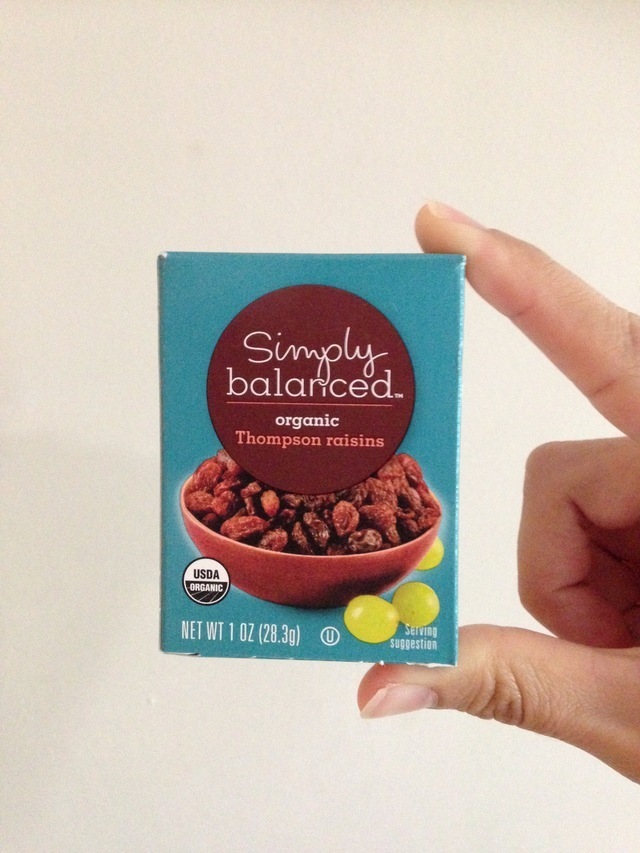 Simply
balanced™
organic
Thompson raisins
USDA
ORGANIC
NET WT 1 OZ (28.3g)
U
Serving
suggestion